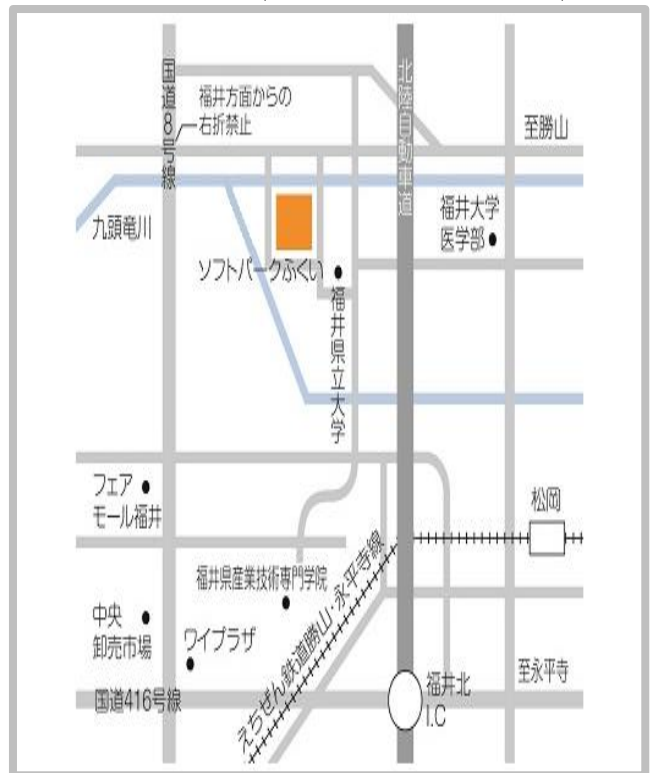 国道8号線
福井方面からの
右折禁止
北陸自動車道
至勝山
九頭竜川
福井大学
医学部
ソフトパークふくい
福井県立大学
フェア
モール福井
松岡
福井県産業技術専門学院
えちぜん鉄道勝山・永平寺線
中央
卸売市場
ワイプラザ
国道416号線
福井北
I.C
至永平寺